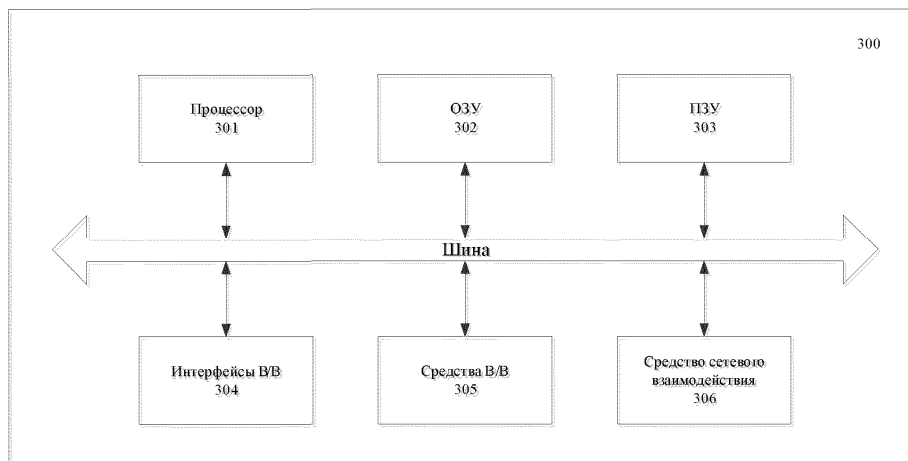 300
Процессор
301
ОЗУ
302
ПЗУ
303
Шина
Интерфейсы В/В
304
Средства В/В
305
Средство сетевого
взаимодействия
306